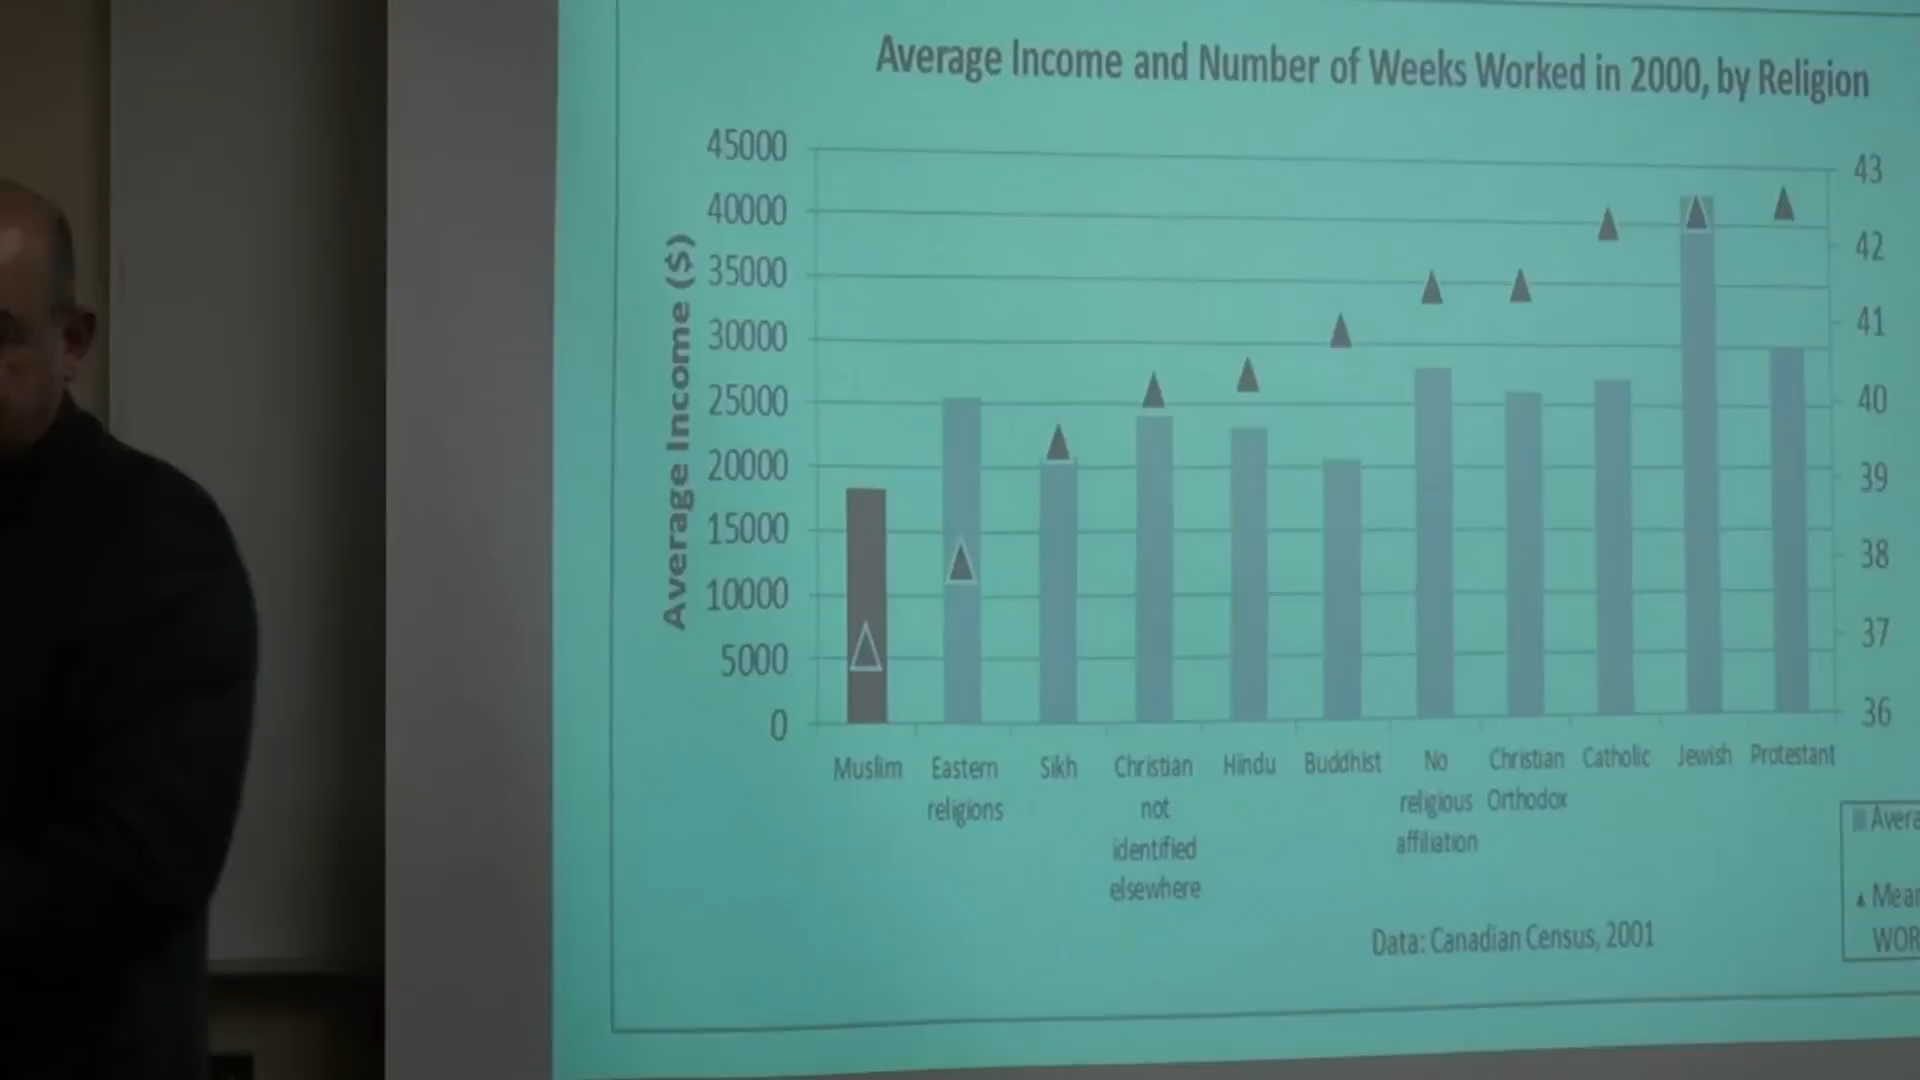 Average Income and Number of Weeks Worked in 2000, by Religion
45000
40000
35000
30000
25000
20000
15000
10000
5000
0
Average Income ($)
43
42
41
40
39
38
37
36
Muslim
Eastern
religions
Sikh
Christian
not
identified
elsewhere
Hindu
Buddhist
No
religious
affiliation
Christian
Orthodox
Catholic
Jewish
Protestant
Data: Canadian Census, 2001